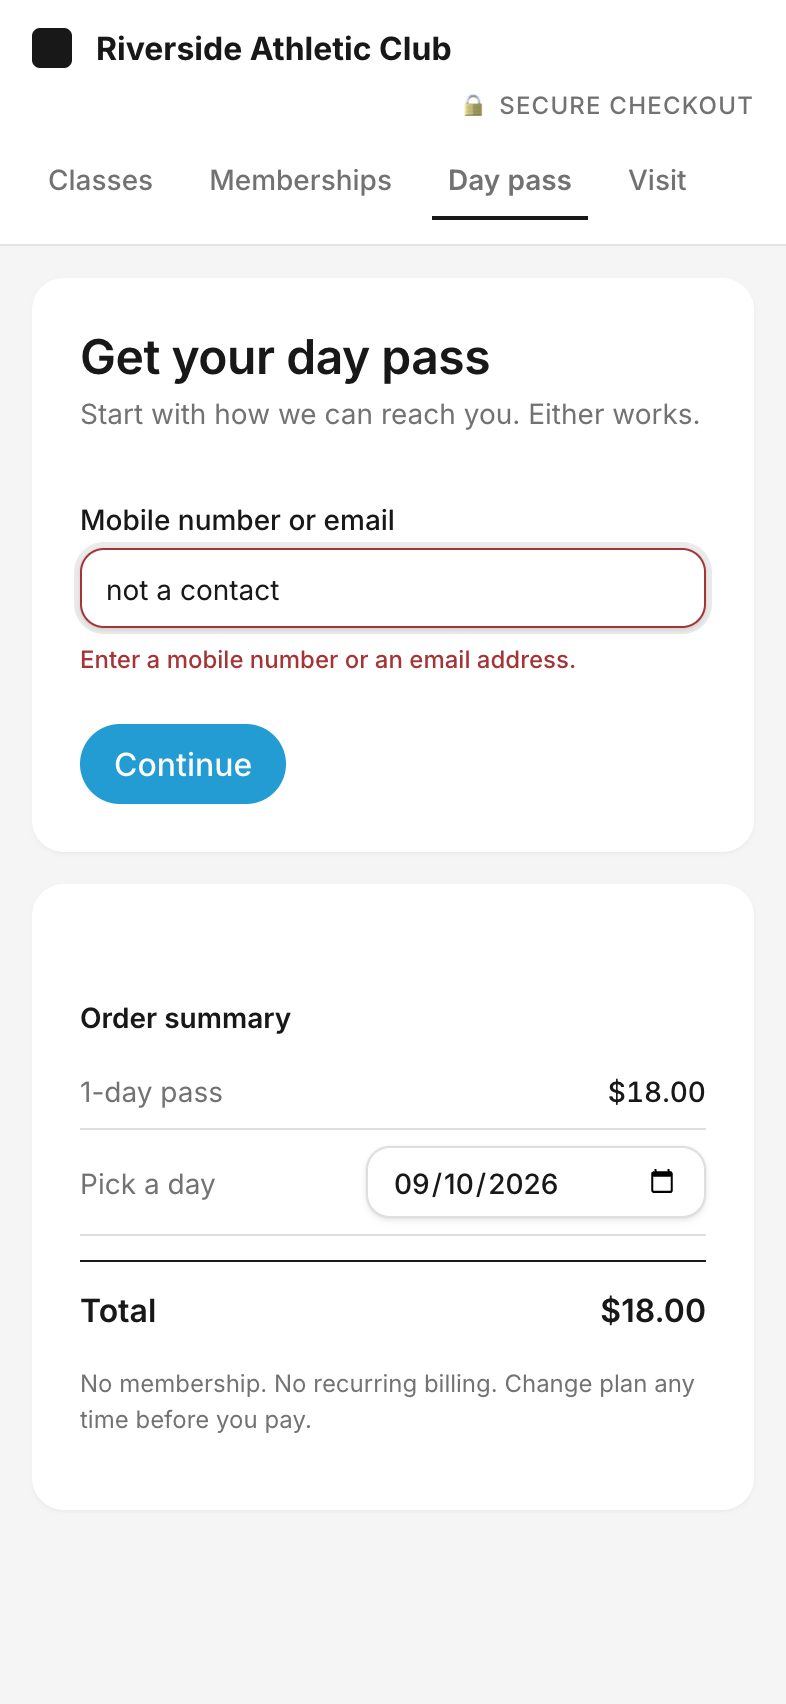 Riverside Athletic Club
🔒 SECURE CHECKOUT
Classes Memberships Day pass Visit
Get your day pass
Start with how we can reach you. Either works.
Mobile number or email
not a contact
Enter a mobile number or an email address.
Continue
Order summary
1-day pass $18.00
Pick a day 09/10/2026
Total $18.00
No membership. No recurring billing. Change plan any
time before you pay.